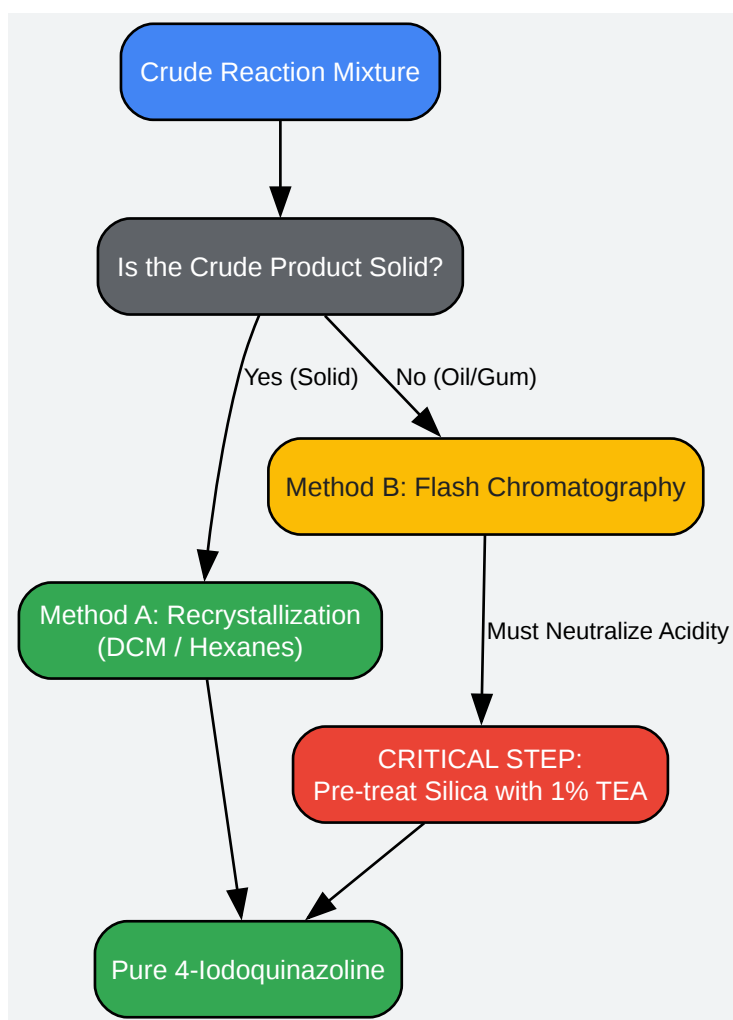 Crude Reaction Mixture
Is the Crude Product Solid?
Yes (Solid)
No (Oil/Gum)
Method B: Flash Chromatography
Method A: Recrystallization
(DCM / Hexanes)
Must Neutralize Acidity
CRITICAL STEP:
Pre-treat Silica with 1% TEA
Pure 4-Iodoquinazoline